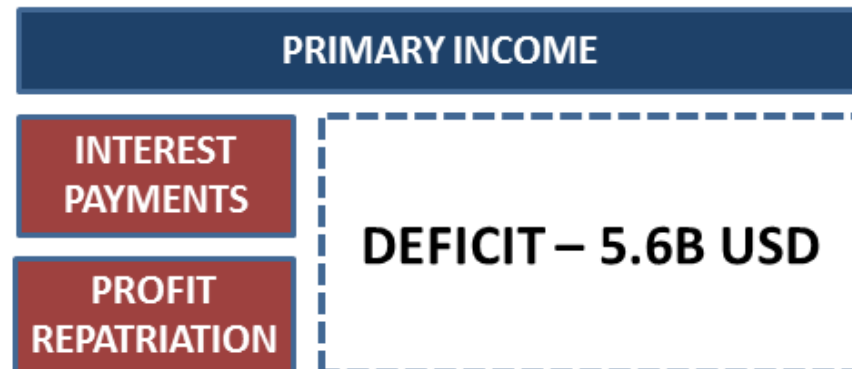 PRIMARY INCOME
INTEREST
PAYMENTS
DEFICIT – 5.6B USD
PROFIT
REPATRIATION